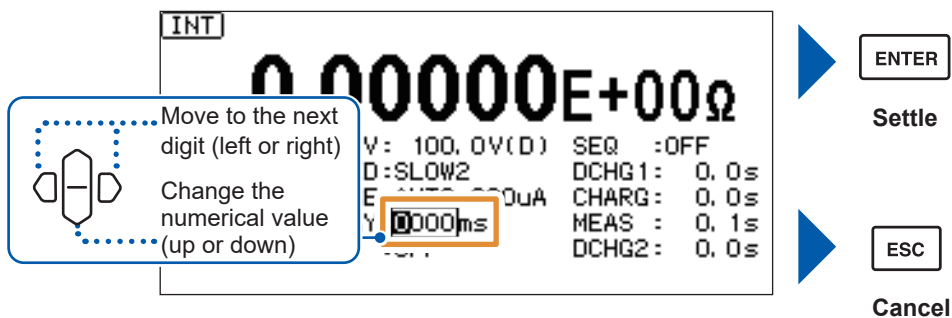 INT
0.00000E+00Ω
ENTER
Settle
Move to the next
digit (left or right)
Change the
numerical value
(up or down)
V: 100.0V(D) SEQ :OFF
D:SLOW2 DCHG1: 0.0s
E uA CHARG: 0.0s
Y 0000ms MEAS : 0.1s
:OFF DCHG2: 0.0s
ESC
Cancel